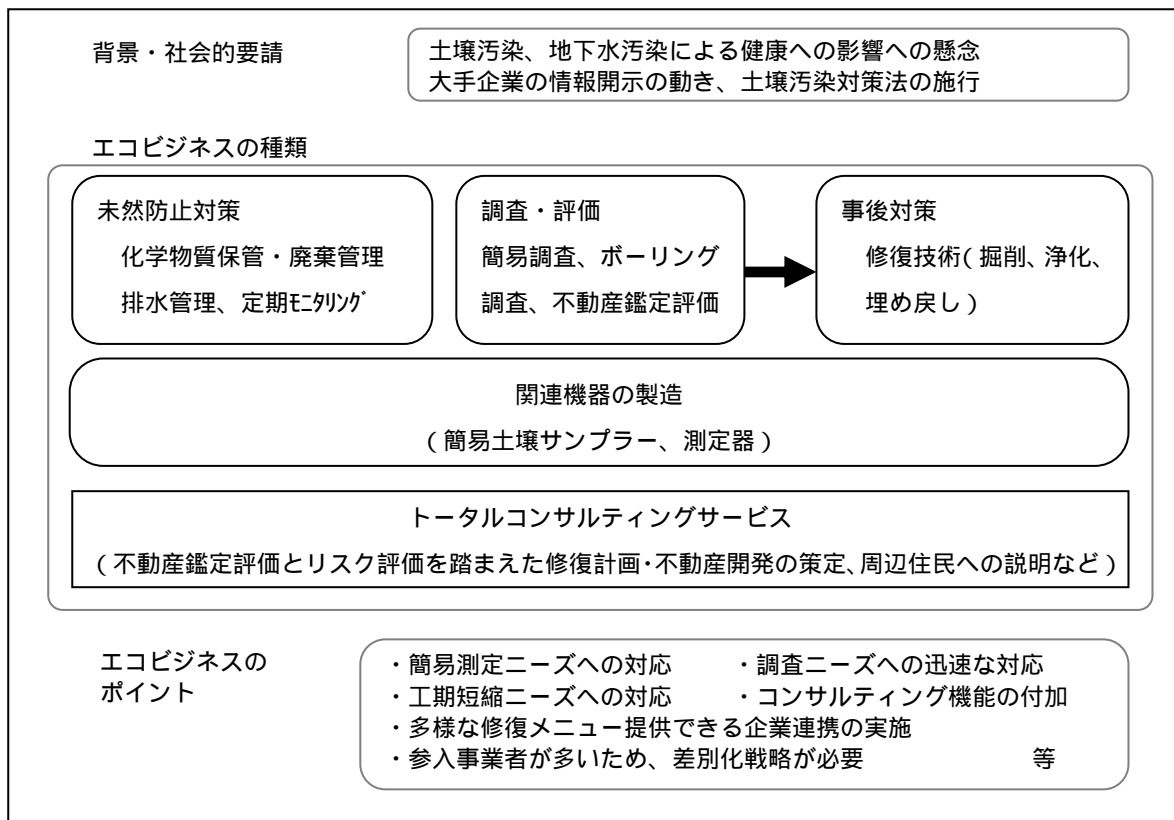 背景・社会的要請
土壌汚染、地下水汚染による健康への影響への懸念
大手企業の情報開示の動き、土壌汚染対策法の施行
エコビジネスの種類
未然防止対策
化学物質保管・廃棄管理
排水管理、定期ﾓﾆﾀﾘﾝｸﾞ
調査・評価
簡易調査、ボーリング
調査、不動産鑑定評価
事後対策
修復技術(掘削、浄化、
埋め戻し)
関連機器の製造
(簡易土壌サンプラー、測定器)
トータルコンサルティングサービス
(不動産鑑定評価とリスク評価を踏まえた修復計画・不動産開発の策定、周辺住民への説明など)
エコビジネスの
ポイント
・簡易測定ニーズへの対応 ・調査ニーズへの迅速な対応
・工期短縮ニーズへの対応 ・コンサルティング機能の付加
・多様な修復メニュー提供できる企業連携の実施
・参入事業者が多いため、差別化戦略が必要 等